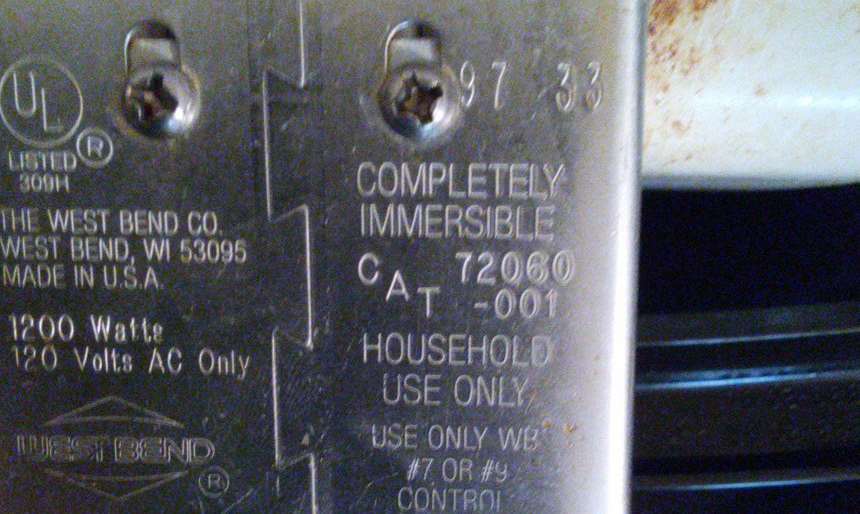 UL
LISTED ®
309H
THE WEST BEND CO.
WEST BEND, WI 53095
MADE IN U.S.A.
1200 Watts
120 Volts AC Only
WEST BEND
®
97 33
COMPLETELY
IMMERSIBLE
CAT 72060
-001
HOUSEHOLD
USE ONLY
USE ONLY WB
#7 OR #9
CONTROL